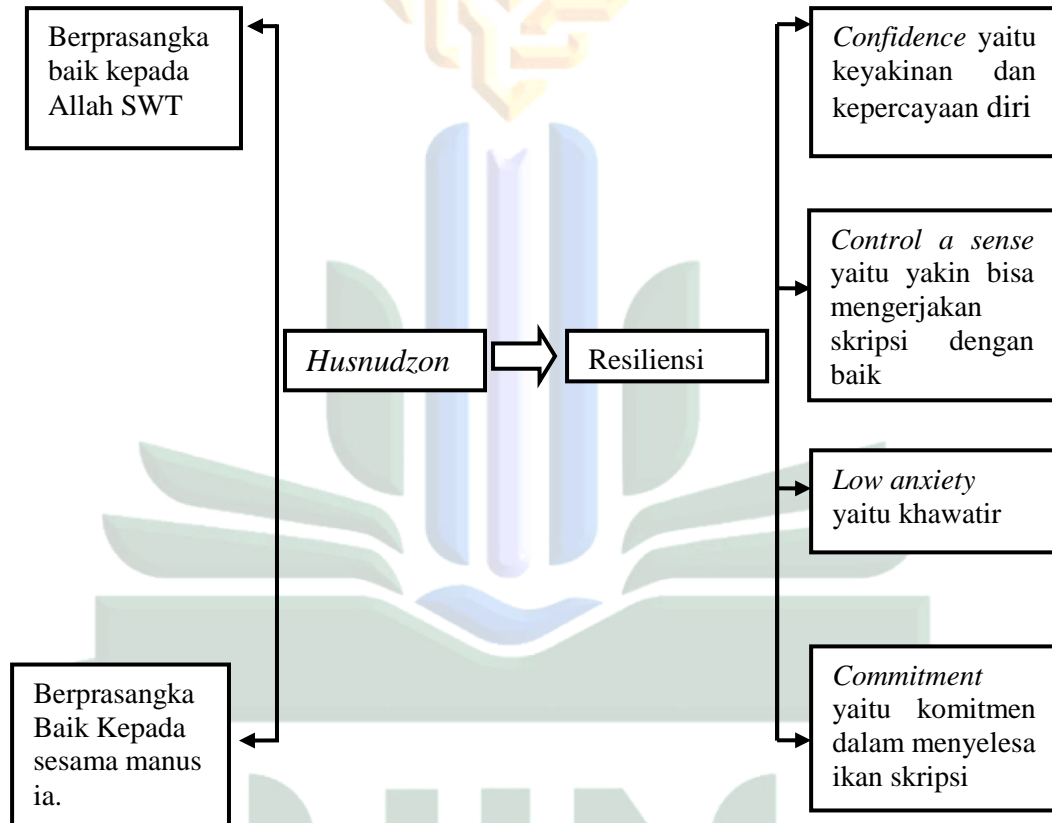 Berprasangka
baik kepada
Allah SWT
Confidence yaitu
keyakinan dan
kepercayaan diri
Control a sense
yaitu yakin bisa
mengerjakan
skripsi dengan
baik
Husnudzon
Resiliensi
Low anxiety
yaitu khawatir
Berprasangka
Baik Kepada
sesama manus
ia.
Commitment
yaitu komitmen
dalam menyelesa
ikan skripsi